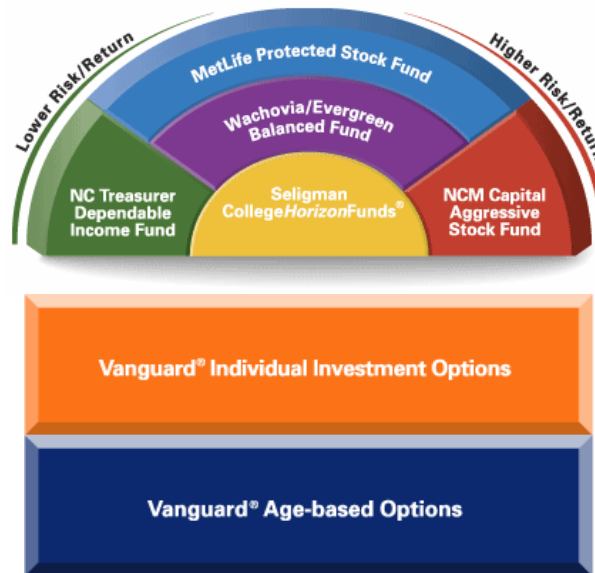 Lower Risk/Return
Higher Risk/Return
MetLife Protected Stock Fund
Wachovia/Evergreen
Balanced Fund
NC Treasurer
Dependable
Income Fund
Seligman
CollegeHorizonFunds®
NCM Capital
Aggressive
Stock Fund
Vanguard® Individual Investment Options
Vanguard® Age-based Options